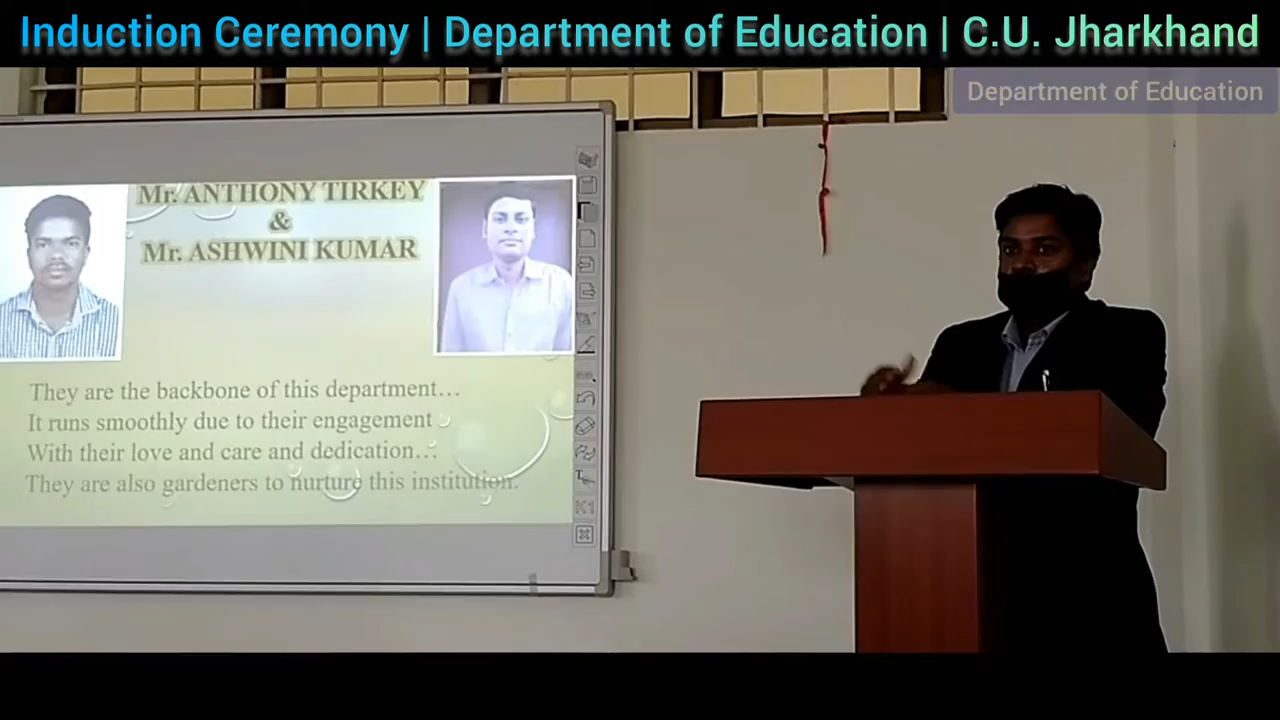 Induction Ceremony | Department of Education | C.U. Jharkhand
Department of Education
Mr. ANTHONY TIRKEY
&
Mr. ASHWINI KUMAR
They are the backbone of this department…
It runs smoothly due to their engagement
With their love and care and dedication…
They are also gardeners to nurture this institution.